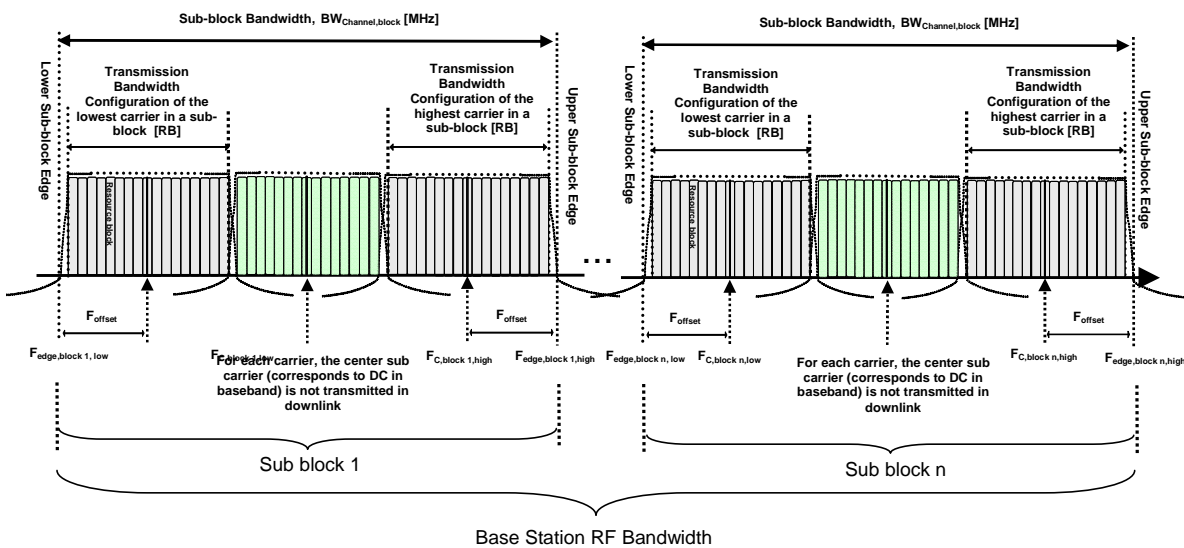 Sub-block Bandwidth, BWChannel,block [MHz]
Sub-block Bandwidth, BWChannel,block [MHz]
Lower Sub-block Edge
Transmission
Bandwidth
Configuration of the
lowest carrier in a sub-
block [RB]
Transmission
Bandwidth
Configuration of the
highest carrier in
a sub-block [RB]
Upper Sub-block Edge
Lower Sub-block Edge
Transmission
Bandwidth
Configuration of the
lowest carrier in
a sub-block [RB]
Transmission
Bandwidth
Configuration of the
highest carrier in
a sub-block [RB]
Upper Sub-block Edge
Resource block
Resource block
...
Foffset
Foffset
Foffset
Foffset
Fedge,block 1, low
FC,block 1,low
FC,block 1,high
Fedge,block 1,high
Fedge,block n, low
FC,block n,low
FC,block n,high
Fedge,block n,high
For each carrier, the center sub
carrier (corresponds to DC in
baseband) is not transmitted in
downlink
For each carrier, the center sub
carrier (corresponds to DC in
baseband) is not transmitted in
downlink
Sub block 1
Sub block n
Base Station RF Bandwidth